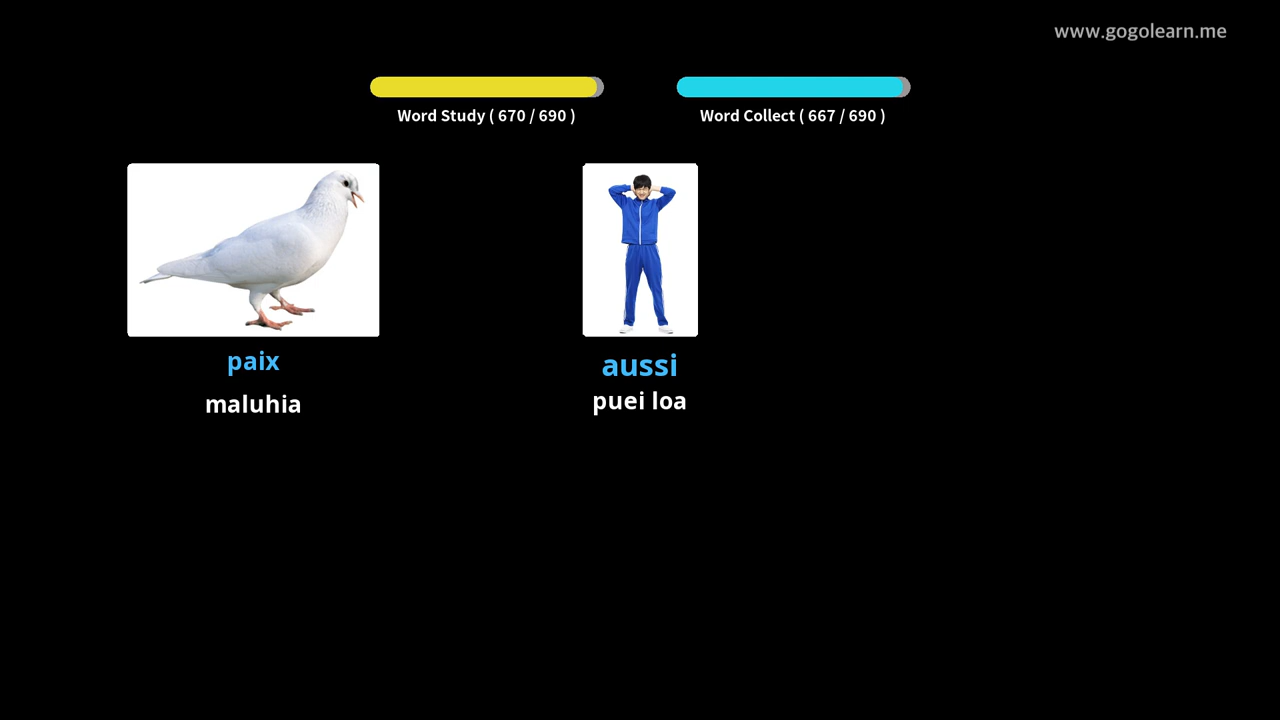 www.gogolearn.me
Word Study ( 670 / 690 )
Word Collect ( 667 / 690 )
paix
maluhia
aussi
puei loa